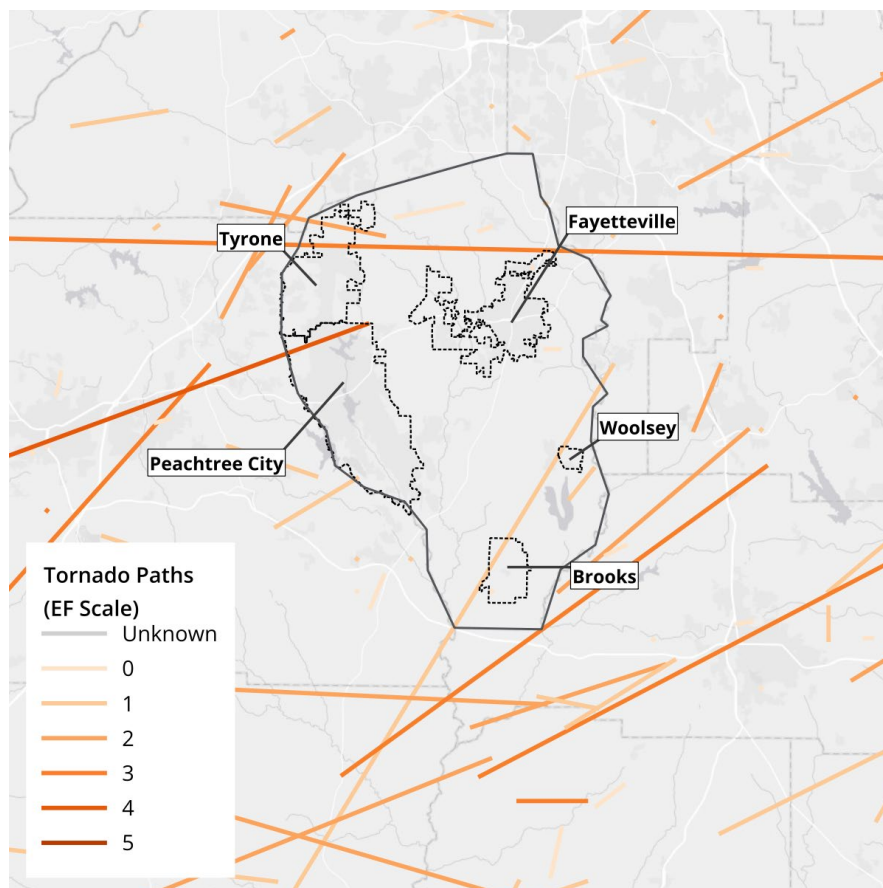 Fayetteville
Tyrone
Woolsey
Peachtree City
Brooks
Tornado Paths
(EF Scale)
Unknown
0
1
2
3
4
5